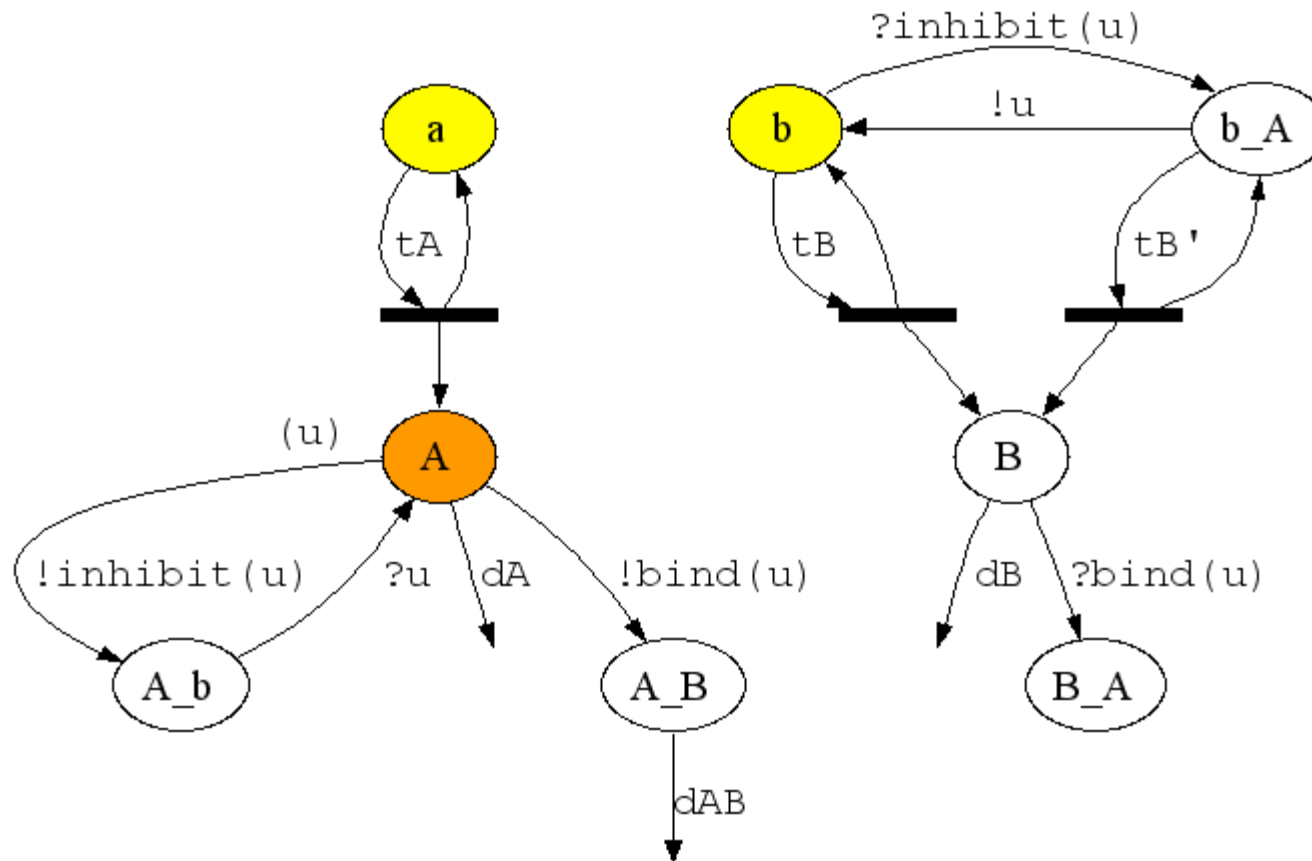 ?inhibit(u)
a
b
!u
b_A
tA
tB
tB'
(u)
A
B
!inhibit(u)
?u
dA
!bind(u)
dB
?bind(u)
A_b
A_B
B_A
dAB